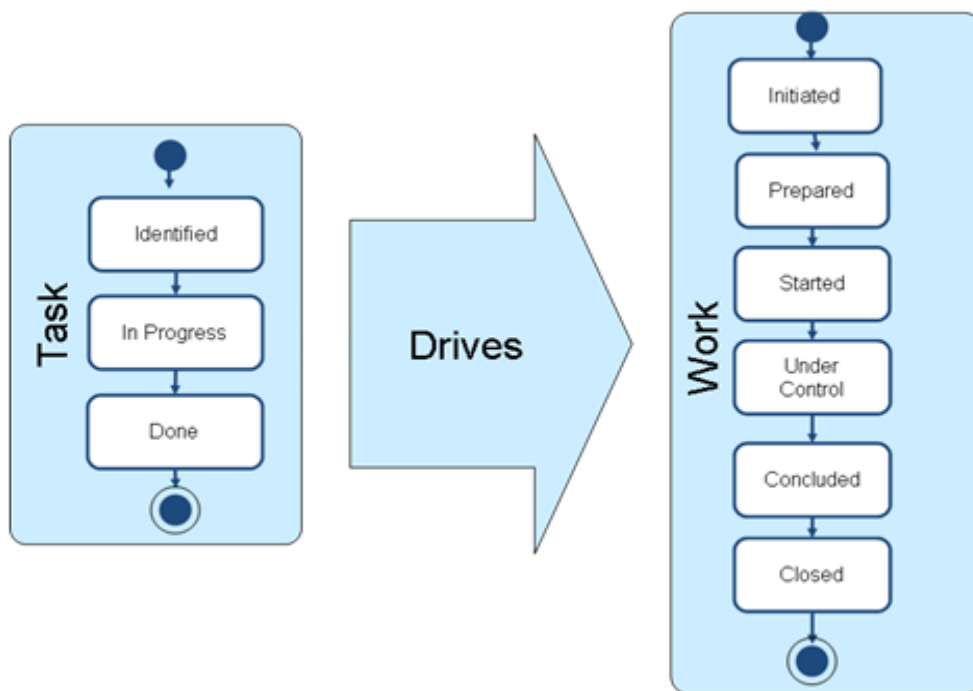 Task
Identified
In Progress
Done
Drives
Work
Initiated
Prepared
Started
Under
Control
Concluded
Closed